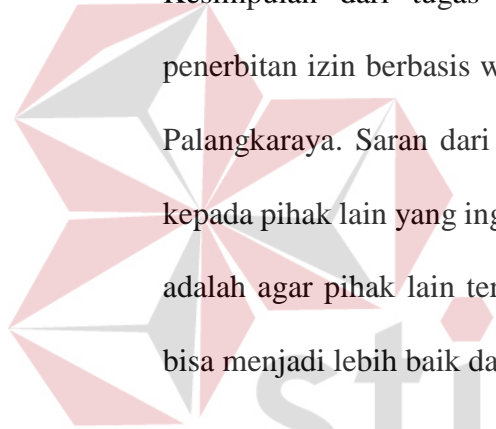 Kesimpulan dari tugas
penerbitan izin berbasis w
Palangkaraya. Saran dari
kepada pihak lain yang ing
adalah agar pihak lain ter
bisa menjadi lebih baik da
sti